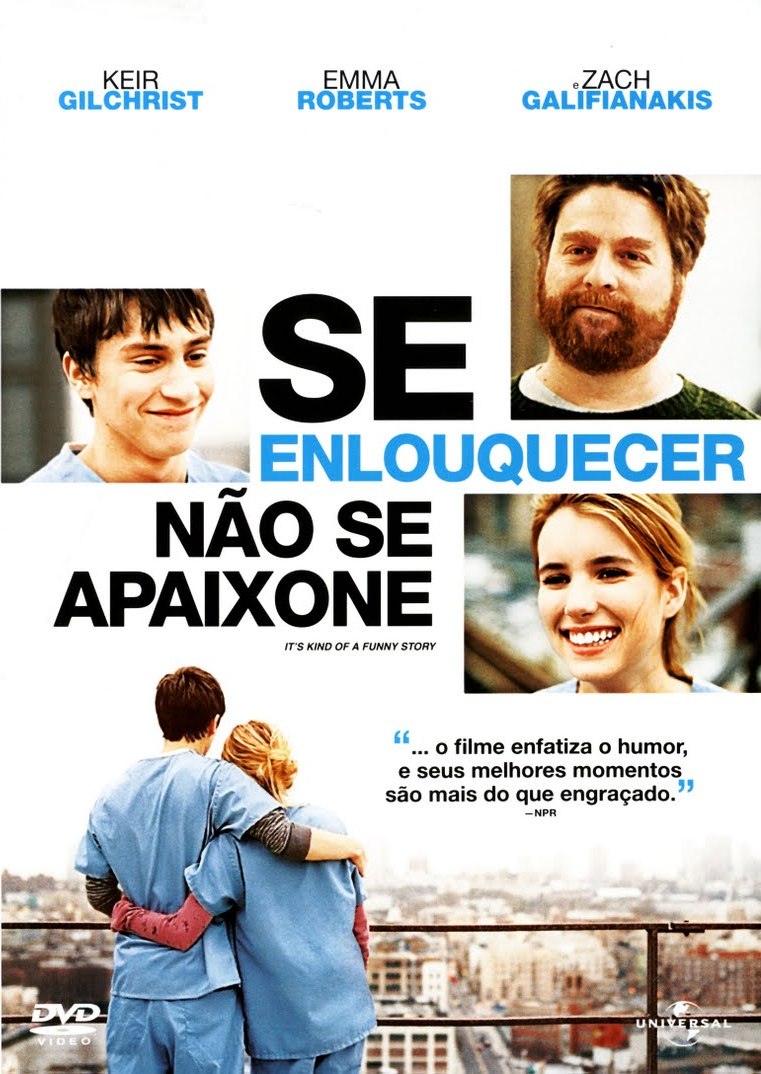 KEIR
GILCHRIST
EMMA
ROBERTS
e ZACH
GALIFIANAKIS
SE
ENLOUQUECER
NÃO SE
APAIXONE
IT'S KIND OF A FUNNY STORY
“... o filme enfatiza o humor,
e seus melhores momentos
são mais do que engraçado.”
—NPR
DVD
VIDEO
UNIVERSAL